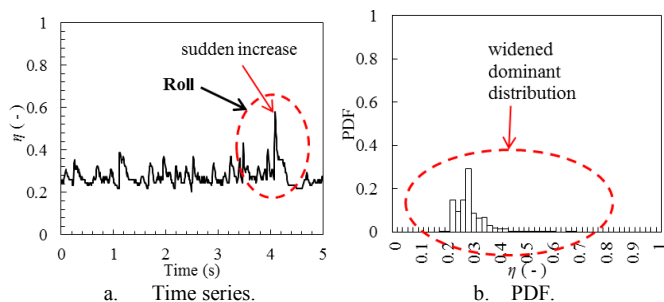 1
0.8
0.6
0.4
0.2
0
η (-)
0 1 2 3 4 5
Time (s)
sudden increase
Roll
a. Time series.
1
0.8
0.6
0.4
0.2
0
PDF
0 0.1 0.2 0.3 0.4 0.5 0.6 0.7 0.8 0.9 1
η (-)
widened
dominant
distribution
b. PDF.